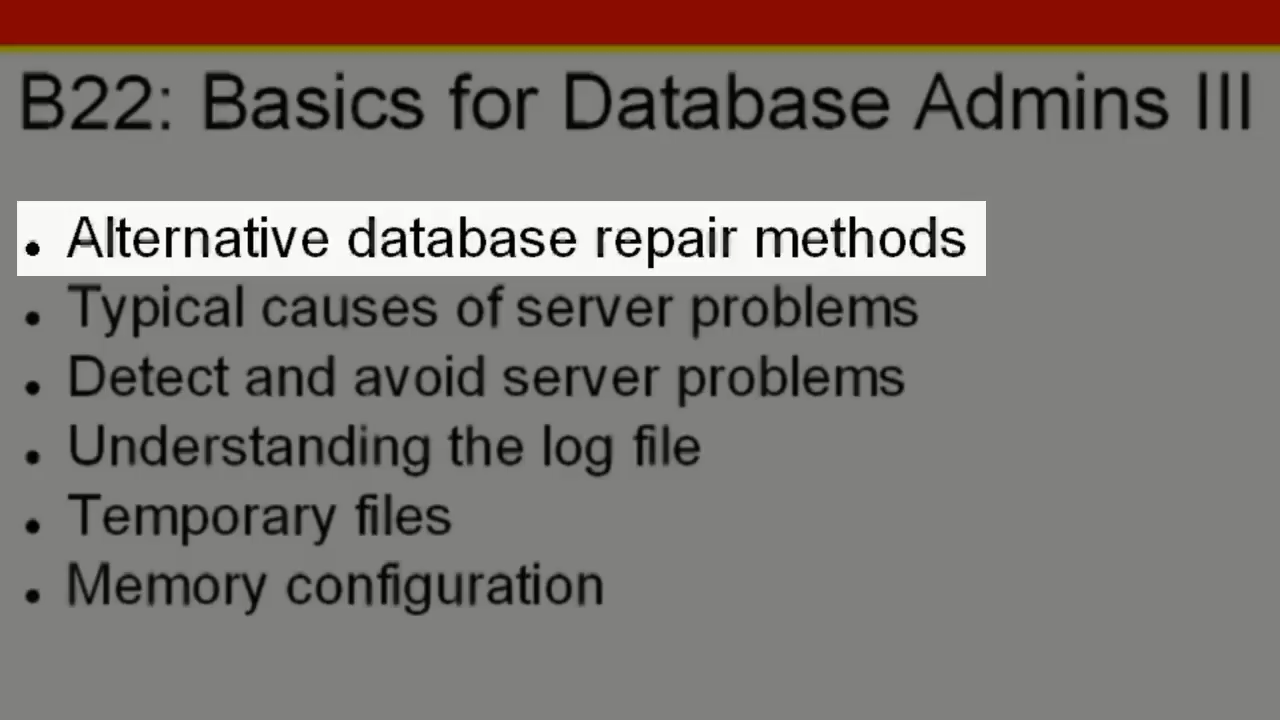 B22: Basics for Database Admins III
• Alternative database repair methods
• Typical causes of server problems
• Detect and avoid server problems
• Understanding the log file
• Temporary files
• Memory configuration